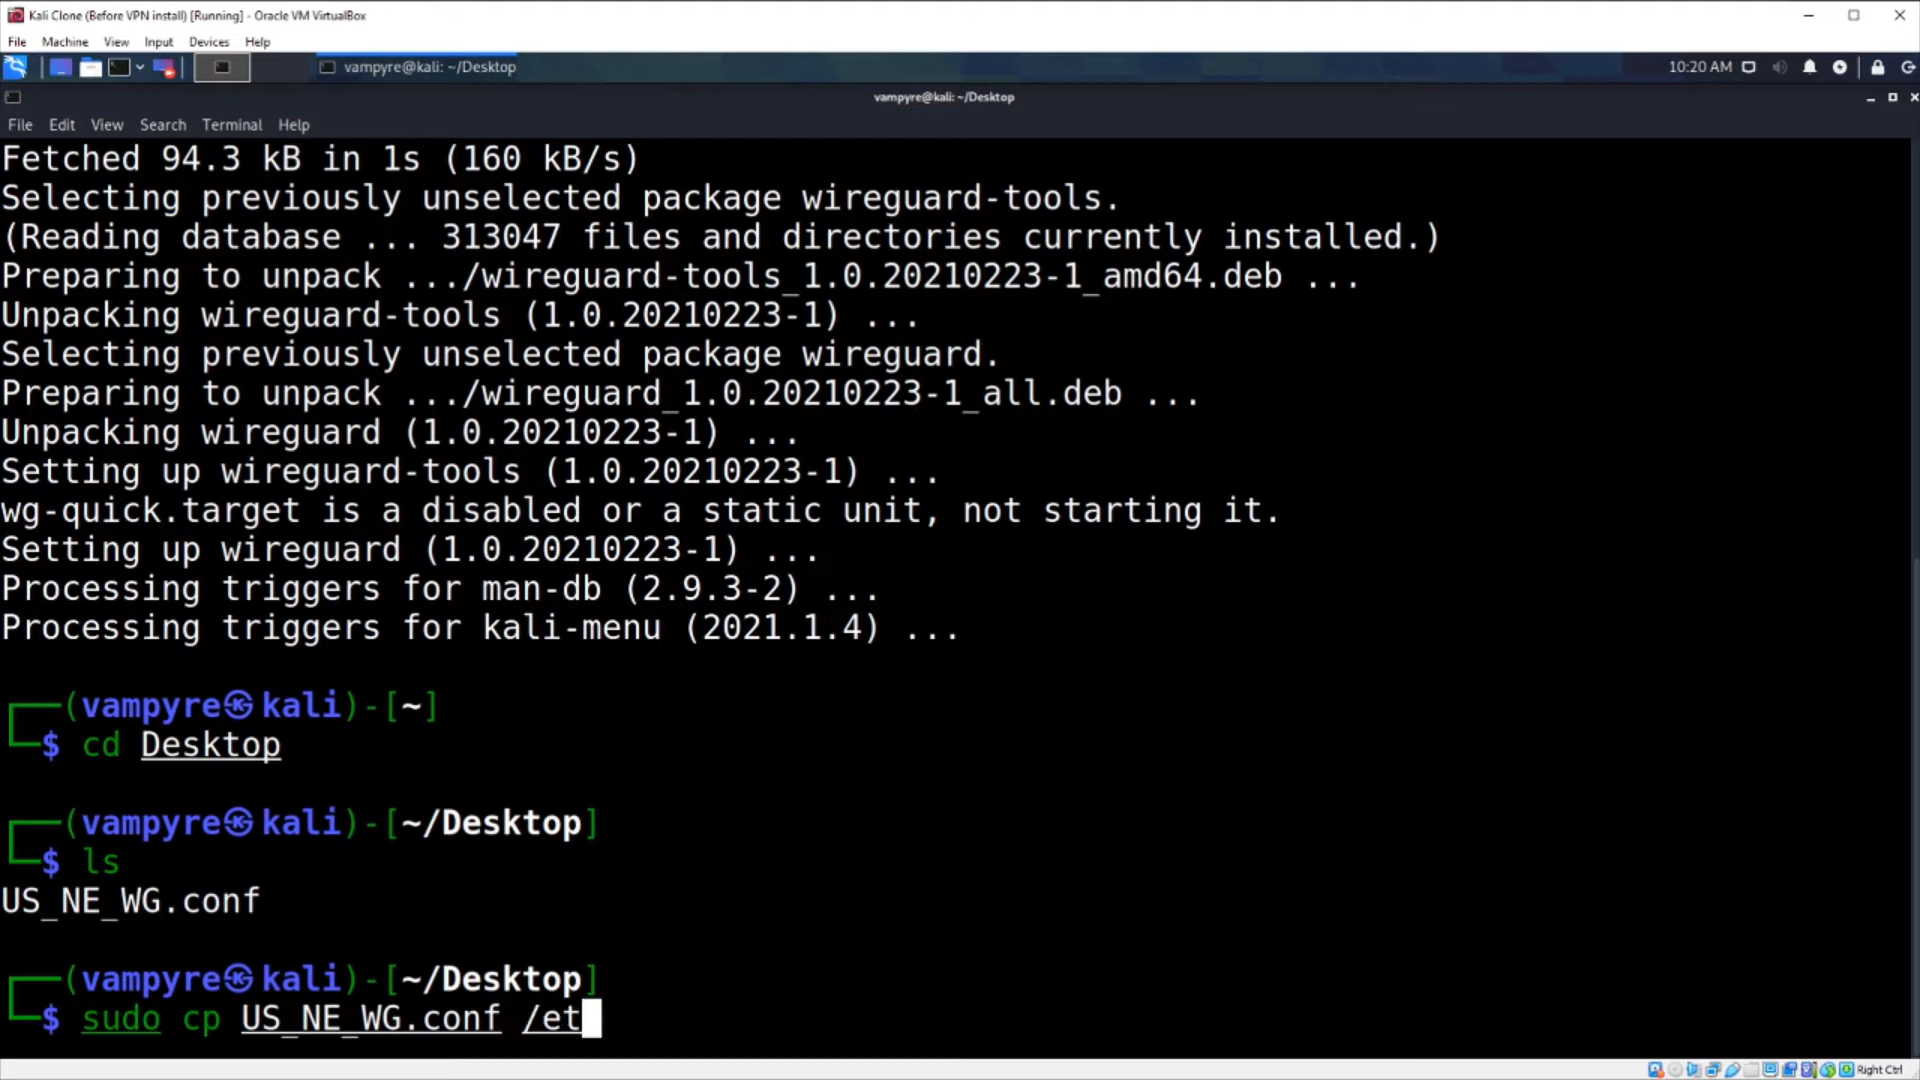 Kali Clone (Before VPN install) [Running] - Oracle VM VirtualBox
File Machine View Input Devices Help
vampyre@kali: ~/Desktop 10:20 AM
vampyre@kali: ~/Desktop
File Edit View Search Terminal Help
Fetched 94.3 kB in 1s (160 kB/s)
Selecting previously unselected package wireguard-tools.
(Reading database ... 313047 files and directories currently installed.)
Preparing to unpack .../wireguard-tools_1.0.20210223-1_amd64.deb ...
Unpacking wireguard-tools (1.0.20210223-1) ...
Selecting previously unselected package wireguard.
Preparing to unpack .../wireguard_1.0.20210223-1_all.deb ...
Unpacking wireguard (1.0.20210223-1) ...
Setting up wireguard-tools (1.0.20210223-1) ...
wg-quick.target is a disabled or a static unit, not starting it.
Setting up wireguard (1.0.20210223-1) ...
Processing triggers for man-db (2.9.3-2) ...
Processing triggers for kali-menu (2021.1.4) ...
┌──(vampyre㉿kali)-[~]
└─$ cd Desktop
┌──(vampyre㉿kali)-[~/Desktop]
└─$ ls
US_NE_WG.conf
┌──(vampyre㉿kali)-[~/Desktop]
└─$ sudo cp US_NE_WG.conf /et
Right Ctrl